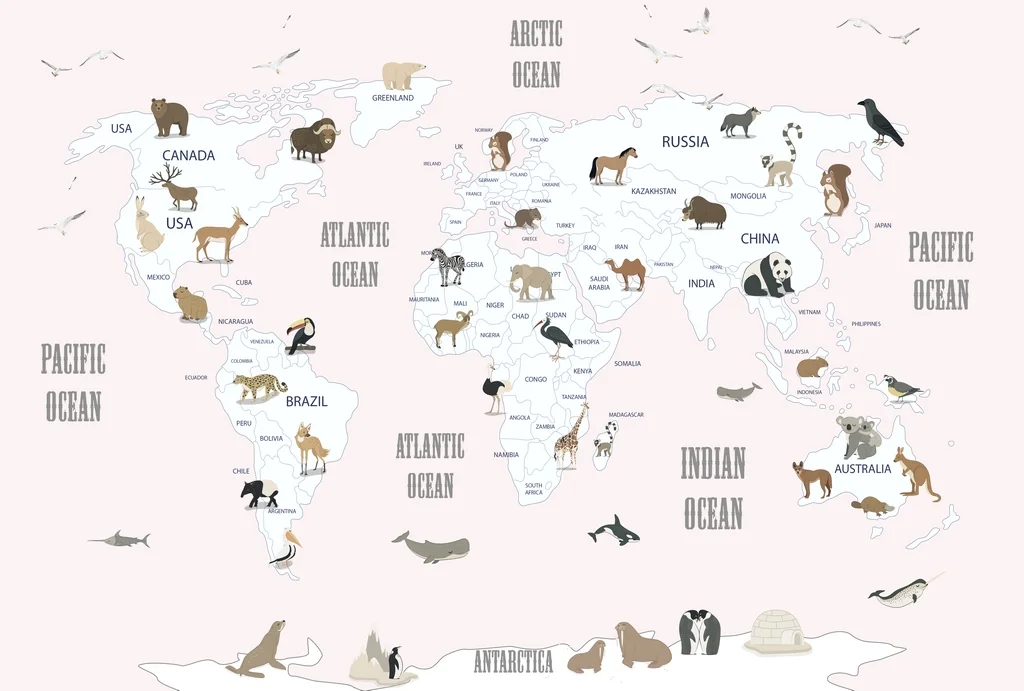 ARCTIC
OCEAN
GREENLAND
USA
CANADA
USA
MEXICO
CUBA
NICARAGUA
VENEZUELA
COLOMBIA
ECUADOR
BRAZIL
PERU
BOLIVIA
CHILE
ARGENTINA
PACIFIC
OCEAN
ATLANTIC
OCEAN
ATLANTIC
OCEAN
NORWAY
FINLAND
UK
IRELAND
GERMANY
POLAND
FRANCE
UKRAINE
ITALY
ROMANIA
SPAIN
GREECE
TURKEY
RUSSIA
KAZAKHSTAN
MONGOLIA
CHINA
JAPAN
IRAQ
IRAN
PAKISTAN
NEPAL
SAUDI
ARABIA
INDIA
VIETNAM
PHILIPPINES
MALAYSIA
INDONESIA
MOR
GERIA
YPT
MAURITANIA
MALI
NIGER
CHAD
SUDAN
NIGERIA
ETHIOPIA
SOMALIA
CONGO
KENYA
TANZANIA
ANGOLA
ZAMBIA
MADAGASCAR
NAMIBIA
SOUTH
AFRICA
PACIFIC
OCEAN
INDIAN
OCEAN
AUSTRALIA
ANTARCTICA